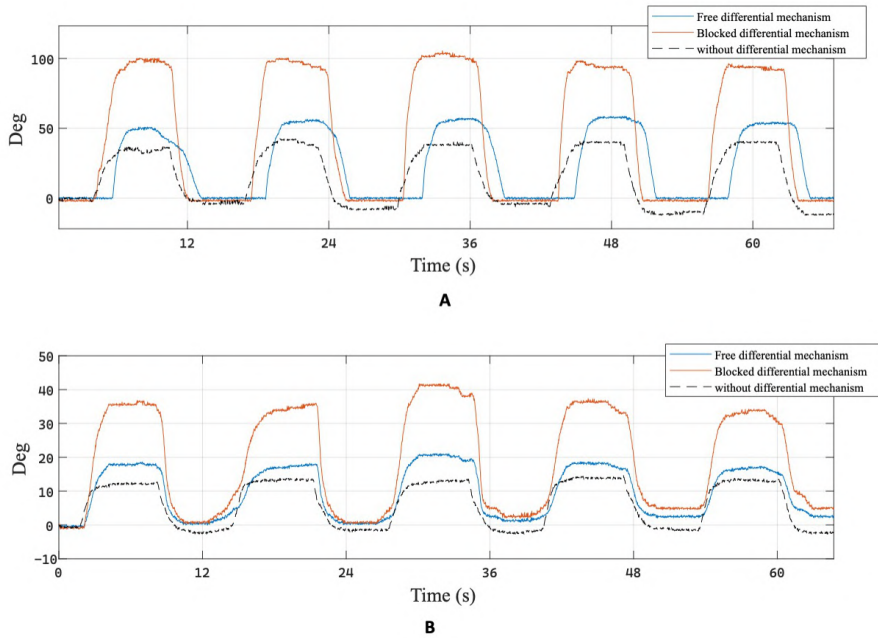 Free differential mechanism
Blocked differential mechanism
without differential mechanism
100
50
0
Deg
12 24 36 48 60
Time (s)
A
Free differential mechanism
Blocked differential mechanism
without differential mechanism
50
40
30
20
10
0
-10
Deg
0 12 24 36 48 60
Time (s)
B